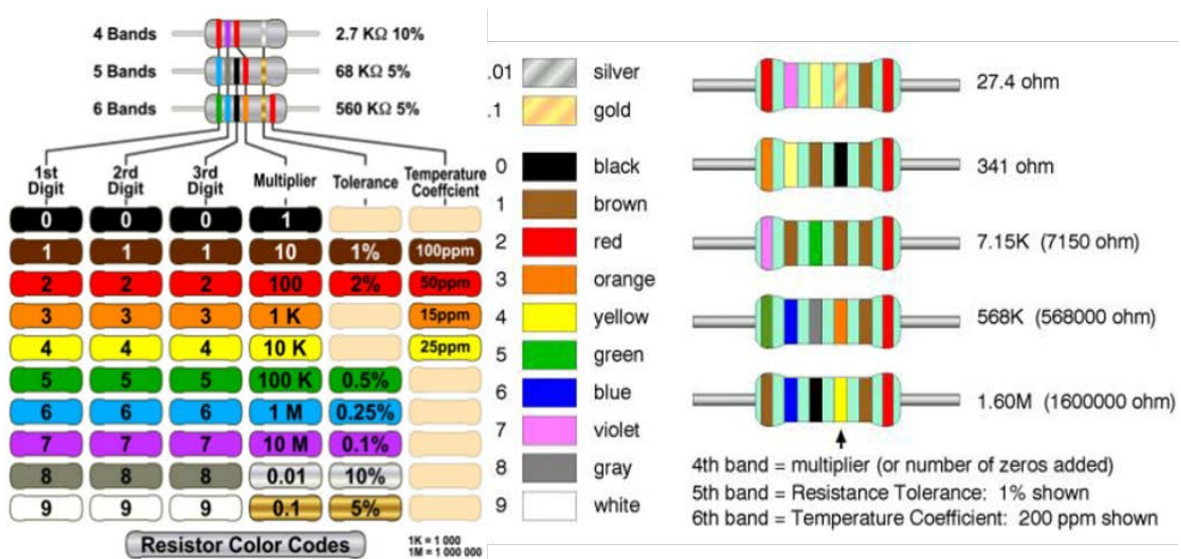 4 Bands
2.7 KΩ 10%
5 Bands
68 KΩ 5%
6 Bands
560 KΩ 5%
1st Digit
2rd Digit
3rd Digit
Multiplier
Tolerance
Temperature Coeffcient
0 0 0 1
1 1 1 10 1% 100ppm
2 2 2 100 2% 50ppm
3 3 3 1 K 15ppm
4 4 4 10 K 25ppm
5 5 5 100 K 0.5%
6 6 6 1 M 0.25%
7 7 7 10 M 0.1%
8 8 8 0.01 10%
9 9 9 0.1 5%
Resistor Color Codes
1K = 1 000
1M = 1 000 000
.01 silver
.1 gold
0 black
1 brown
2 red
3 orange
4 yellow
5 green
6 blue
7 violet
8 gray
9 white
27.4 ohm
341 ohm
7.15K (7150 ohm)
568K (568000 ohm)
1.60M (1600000 ohm)
4th band = multiplier (or number of zeros added)
5th band = Resistance Tolerance: 1% shown
6th band = Temperature Coefficient: 200 ppm shown